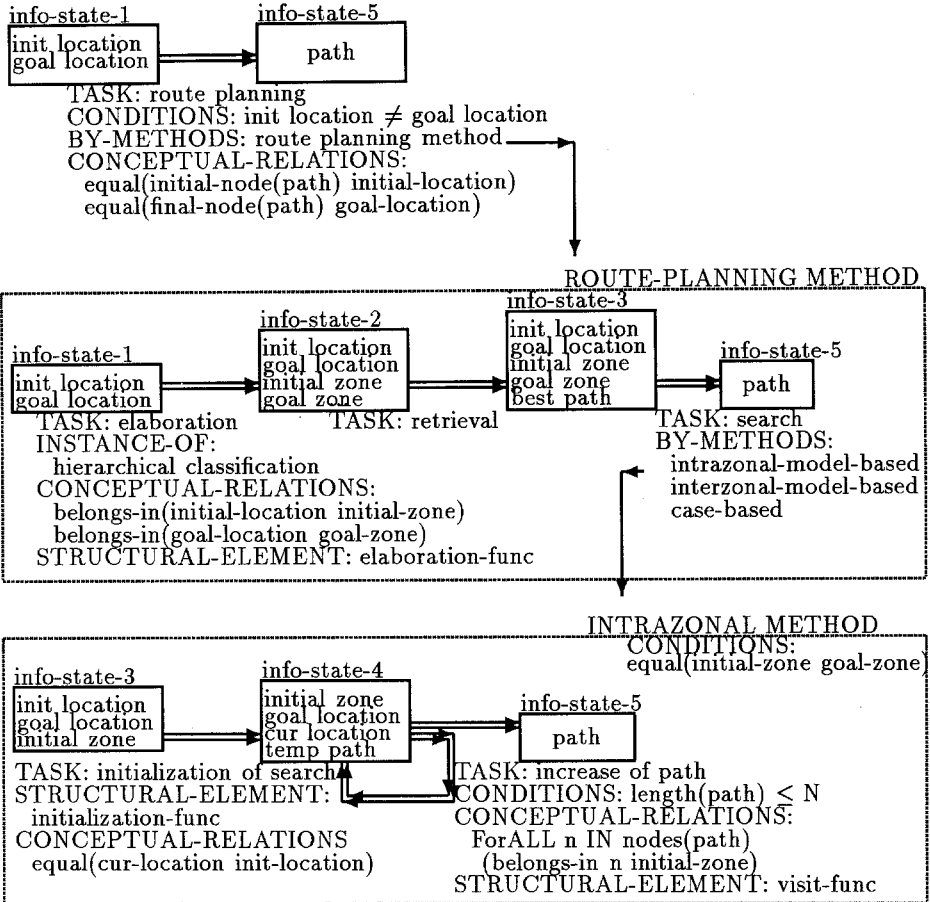 info-state-1
info-state-5
init location
goal location
path
TASK: route planning
CONDITIONS: init location ≠ goal location
BY-METHODS: route planning method
CONCEPTUAL-RELATIONS:
equal(initial-node(path) initial-location)
equal(final-node(path) goal-location)
ROUTE-PLANNING METHOD
info-state-1
init location
goal location
TASK: elaboration
INSTANCE-OF:
hierarchical classification
CONCEPTUAL-RELATIONS:
belongs-in(initial-location initial-zone)
belongs-in(goal-location goal-zone)
STRUCTURAL-ELEMENT: elaboration-func
info-state-2
init location
goal location
initial zone
goal zone
TASK: retrieval
info-state-3
init location
goal location
initial zone
goal zone
best path
info-state-5
path
TASK: search
BY-METHODS:
intrazonal-model-based
interzonal-model-based
case-based
INTRAZONAL METHOD
CONDITIONS:
equal(initial-zone goal-zone)
info-state-3
init location
goal location
initial zone
TASK: initialization of search
STRUCTURAL-ELEMENT:
initialization-func
CONCEPTUAL-RELATIONS
equal(cur-location init-location)
info-state-4
initial zone
goal location
cur location
temp path
info-state-5
path
TASK: increase of path
CONDITIONS: length(path) ≤ N
CONCEPTUAL-RELATIONS:
ForALL n IN nodes(path)
(belongs-in n initial-zone)
STRUCTURAL-ELEMENT: visit-func